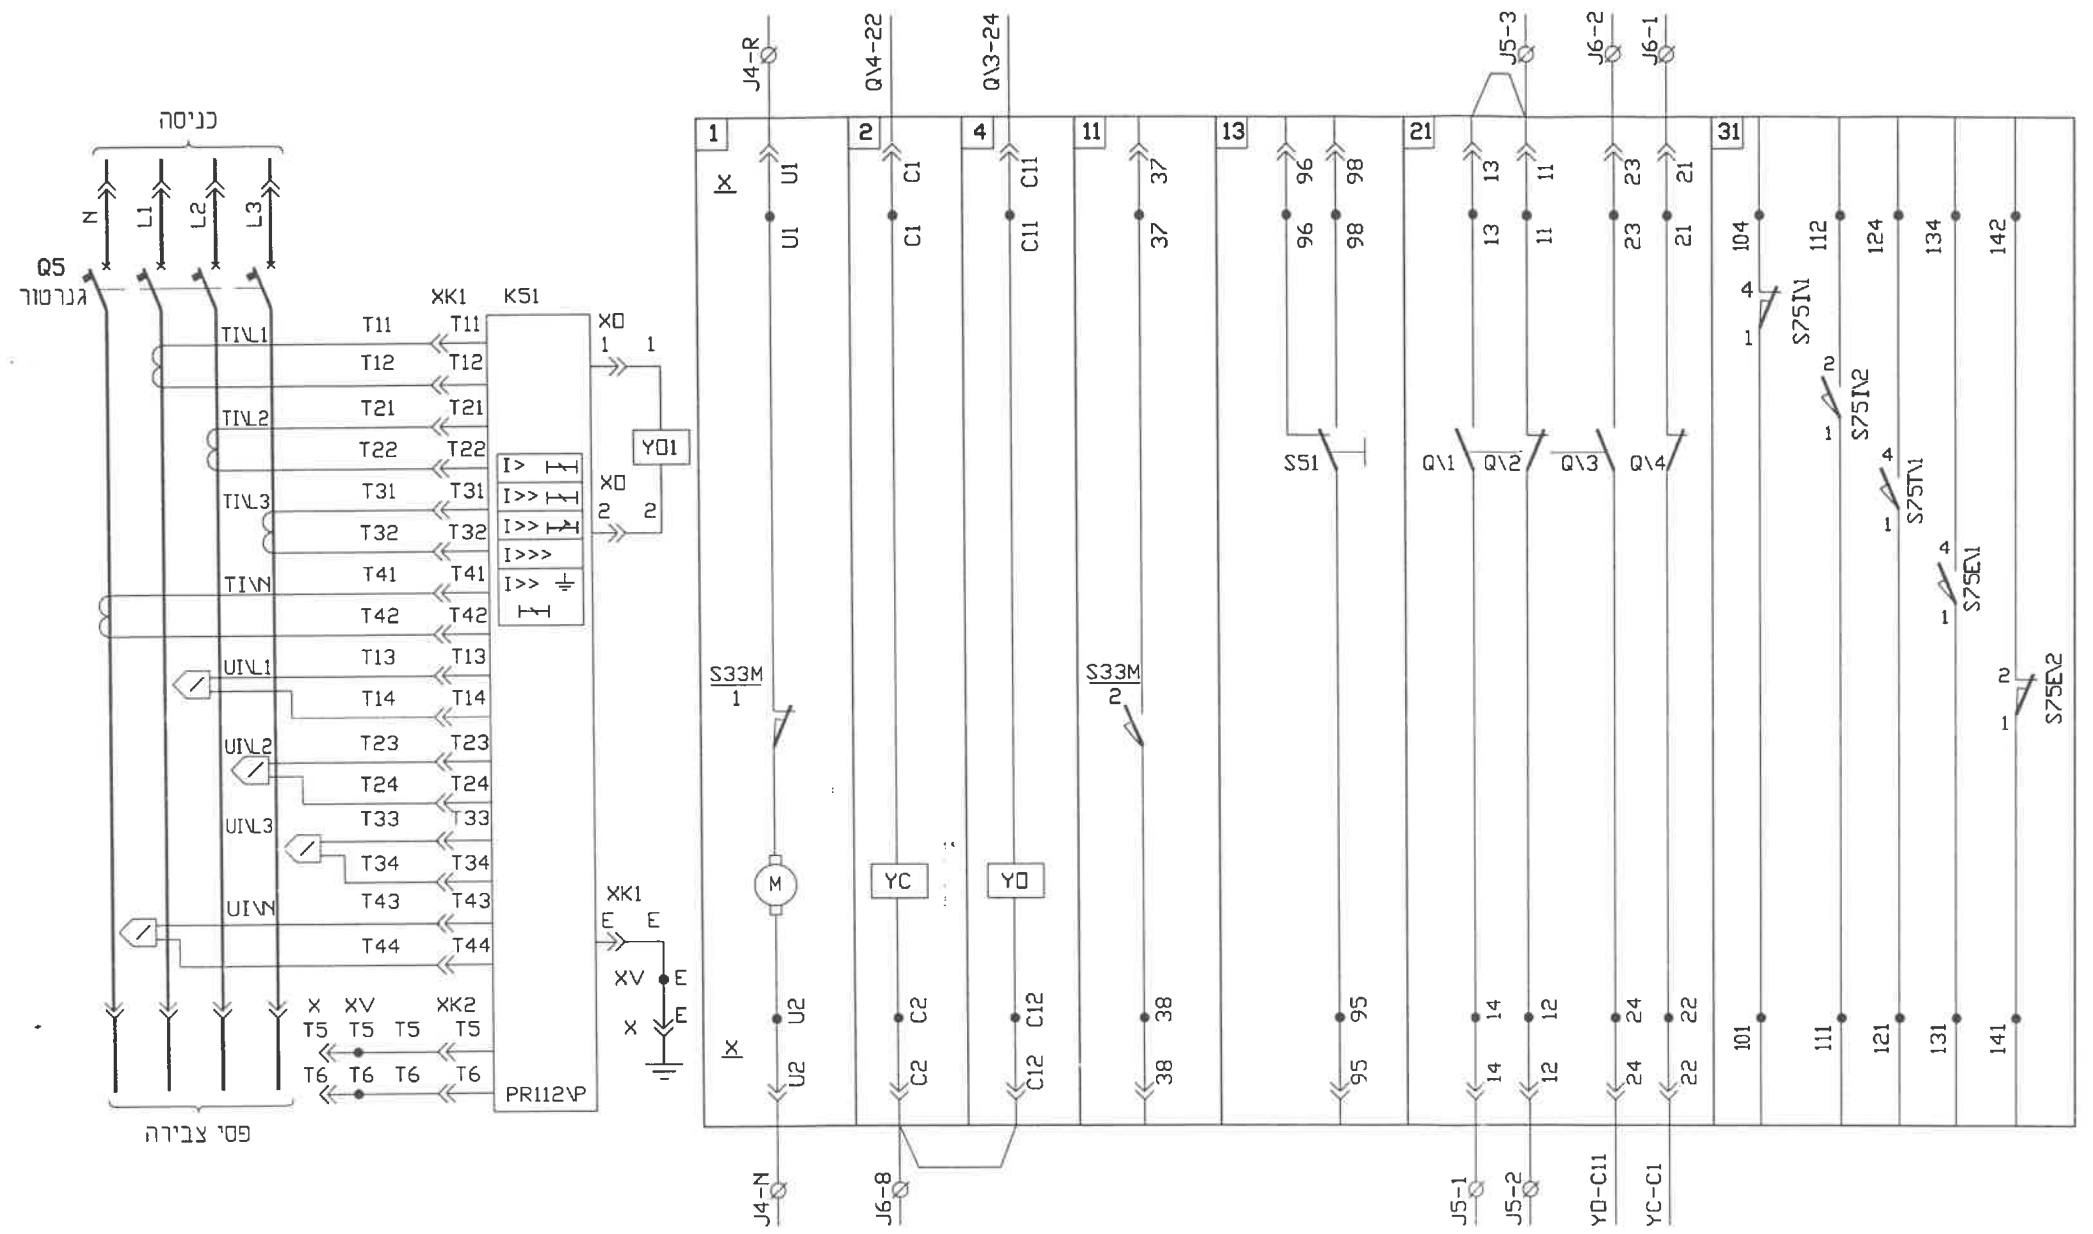 כניסה
N L1 L2 L3
Q5
גנרטור
XK1 K51
TI\L1 T11 T11
T12 T12
TI\L2 T21 T21
T22 T22
TI\L3 T31 T31
T32 T32
TI\N T41 T41
T42 T42
UI\L1 T13 T13
T14 T14
UI\L2 T23 T23
T24 T24
UI\L3 T33 T33
T34 T34
UI\N T43 T43
T44 T44
X XV XK2
T5 T5 T5 T5
T6 T6 T6 T6
PR112\P
פסי צבירה
I>
I>>
I>>
I>>>
I>>
XO
1 1
YO1
XO
2 2
XK1
E E
XV E
X E
J4-R Q\4-22 Q\3-24 J5-3 J6-2 J6-1
1 2 4 11 13 21 31
X
U1 C1 C11 37 96 98 13 11 23 21
U1 C1 C11 37 96 98 13 11 23 21 104 112 124 134 142
4
1 S75I\1
2
1 S75I\2
4
1 S75T\1
4
1 S75E\1
2
1 S75E\2
S51 Q\1 Q\2 Q\3 Q\4
S33M
1
S33M
2
M YC YO
U2 C2 C12 38 95 14 12 24 22 101 111 121 131 141
X
U2 C2 C12 38 95 14 12 24 22
J4-N J6-8 J5-1 J5-2 YO-C11 YC-C1